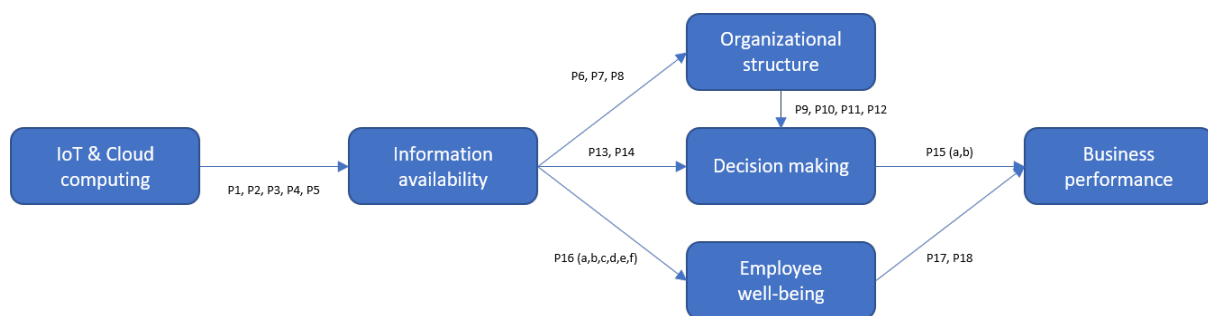 Organizational
structure
P6, P7, P8
P9, P10, P11, P12
IoT & Cloud
computing
Information
availability
Decision making
Business
performance
P13, P14
P15 (a,b)
P1, P2, P3, P4, P5
P16 (a,b,c,d,e,f)
Employee
well-being
P17, P18